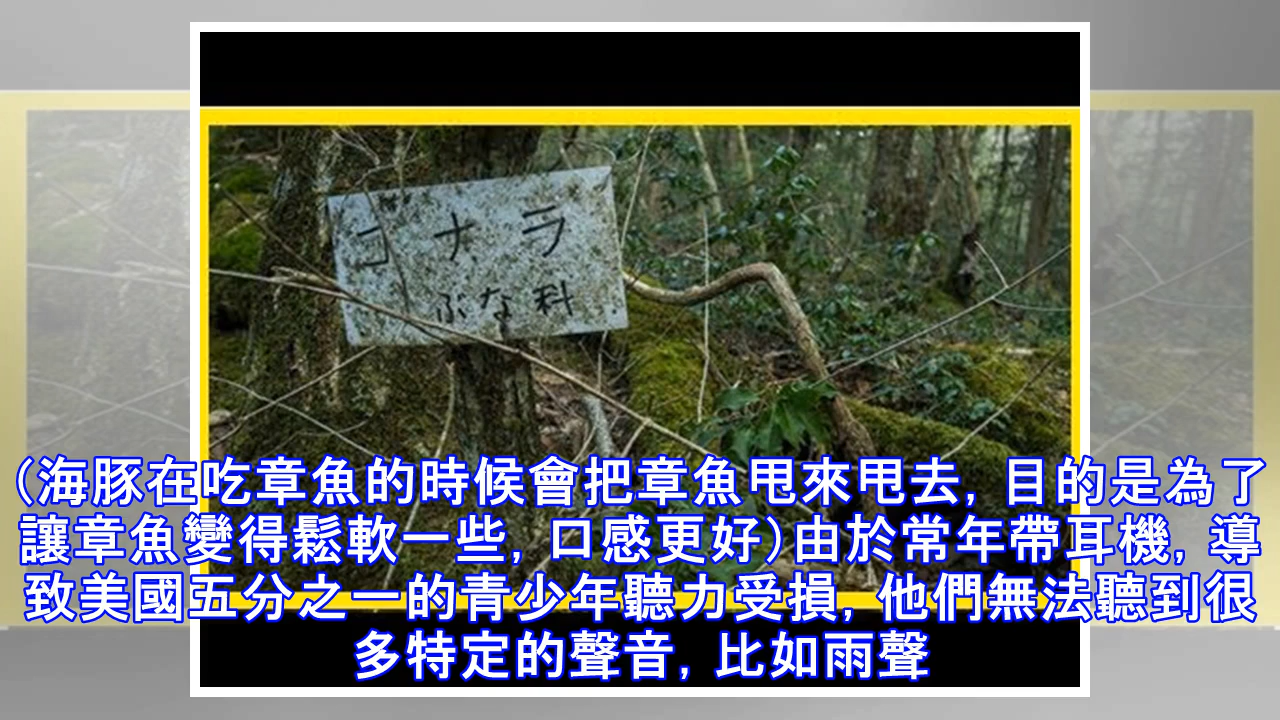 コナラ
ぶな科
(海豚在吃章魚的時候會把章魚甩來甩去,目的是為了
讓章魚變得鬆軟一些,口感更好)由於常年帶耳機,導
致美國五分之一的青少年聽力受損,他們無法聽到很
多特定的聲音,比如雨聲